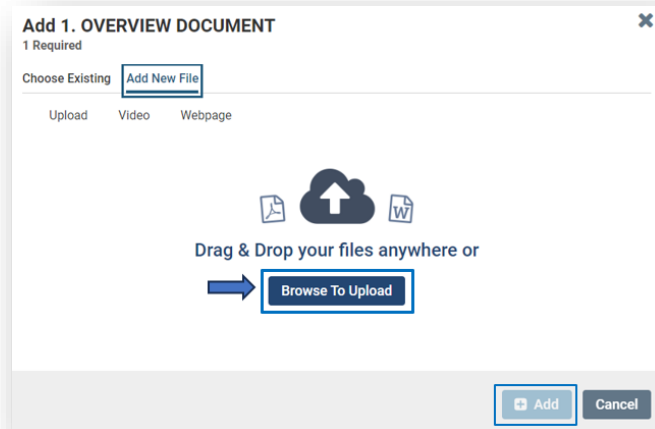 Add 1. OVERVIEW DOCUMENT
1 Required
Choose Existing Add New File
Upload Video Webpage
W
Drag & Drop your files anywhere or
Browse To Upload
Add Cancel